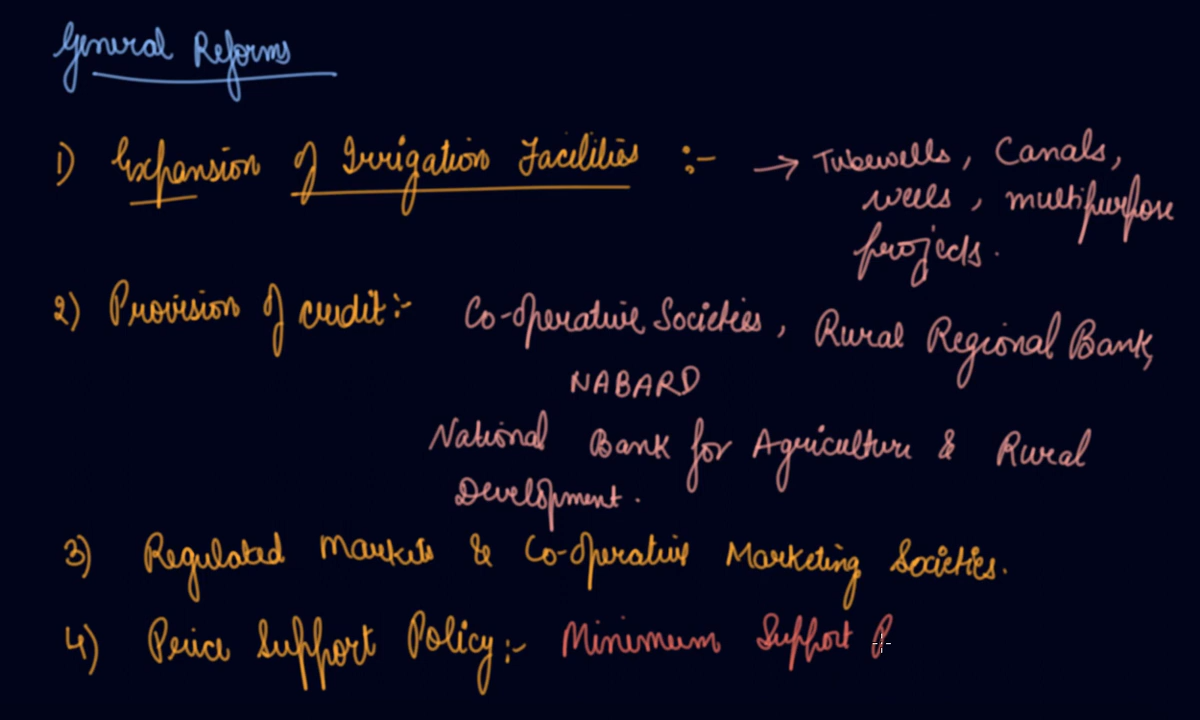 General Reforms
1) Expansion of Irrigation Facilities :- → Tubewells, Canals,
wells, multipurpose
projects.
2) Provision of credit :- Co-operative Societies, Rural Regional Bank,
NABARD
National Bank for Agriculture & Rural
Development.
3) Regulated Markets & Co-operative Marketing Societies.
4) Price Support Policy :- Minimum Support P